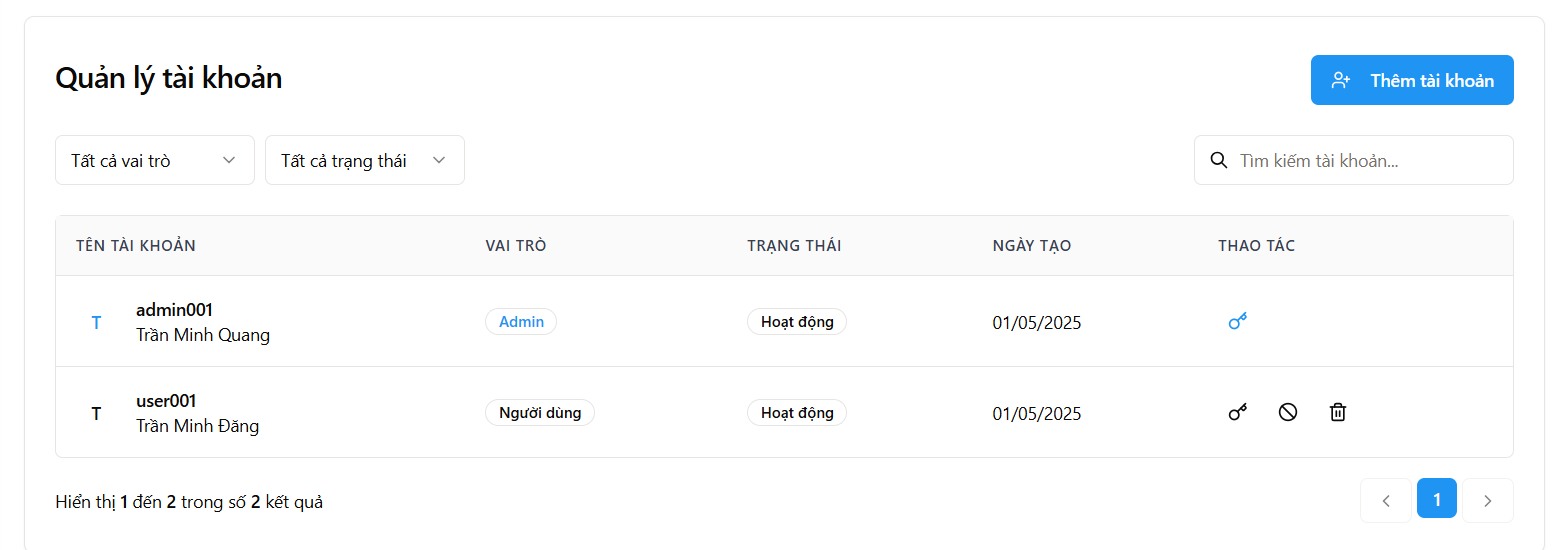 Quản lý tài khoản
Thêm tài khoản
Tất cả vai trò
Tất cả trạng thái
Tìm kiếm tài khoản...
TÊN TÀI KHOẢN VAI TRÒ TRẠNG THÁI NGÀY TẠO THAO TÁC
T admin001 Admin Hoạt động 01/05/2025
Trần Minh Quang
T user001 Người dùng Hoạt động 01/05/2025
Trần Minh Đăng
Hiển thị 1 đến 2 trong số 2 kết quả
1